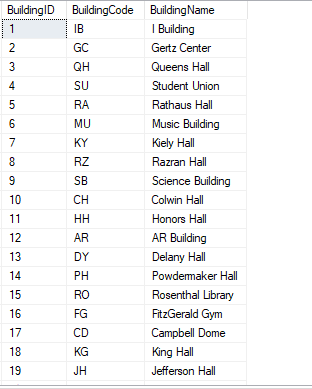 BuildingID BuildingCode BuildingName
1 IB I Building
2 GC Gertz Center
3 QH Queens Hall
4 SU Student Union
5 RA Rathaus Hall
6 MU Music Building
7 KY Kiely Hall
8 RZ Razran Hall
9 SB Science Building
10 CH Colwin Hall
11 HH Honors Hall
12 AR AR Building
13 DY Delany Hall
14 PH Powdermaker Hall
15 RO Rosenthal Library
16 FG FitzGerald Gym
17 CD Campbell Dome
18 KG King Hall
19 JH Jefferson Hall